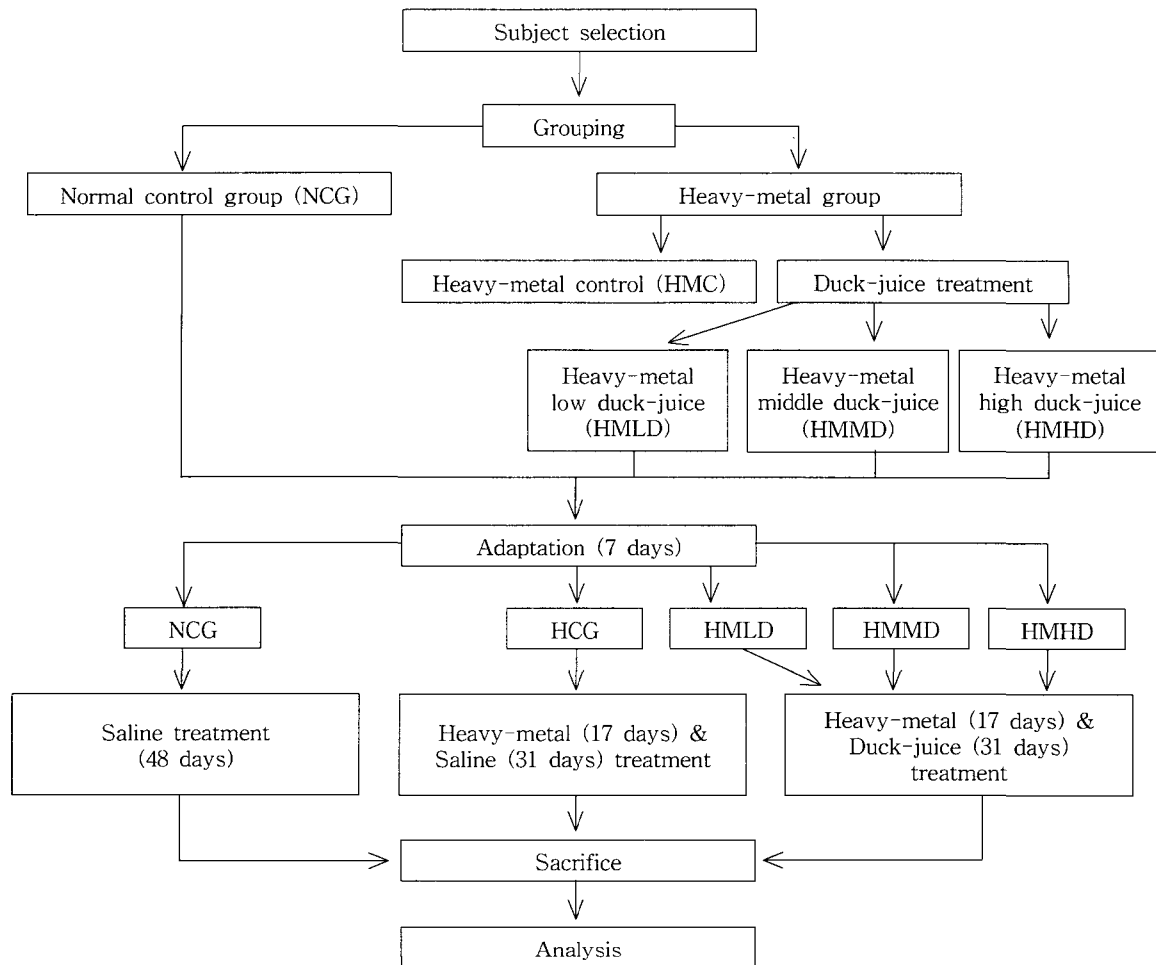 Subject selection
Grouping
Normal control group (NCG)
Heavy-metal group
Heavy-metal control (HMC)
Duck-juice treatment
Heavy-metal
low duck-juice
(HMLD)
Heavy-metal
middle duck-juice
(HMMD)
Heavy-metal
high duck-juice
(HMHD)
Adaptation (7 days)
NCG
HCG
HMLD
HMMD
HMHD
Saline treatment
(48 days)
Heavy-metal (17 days) &
Saline (31 days) treatment
Heavy-metal (17 days) &
Duck-juice (31 days)
treatment
Sacrifice
Analysis